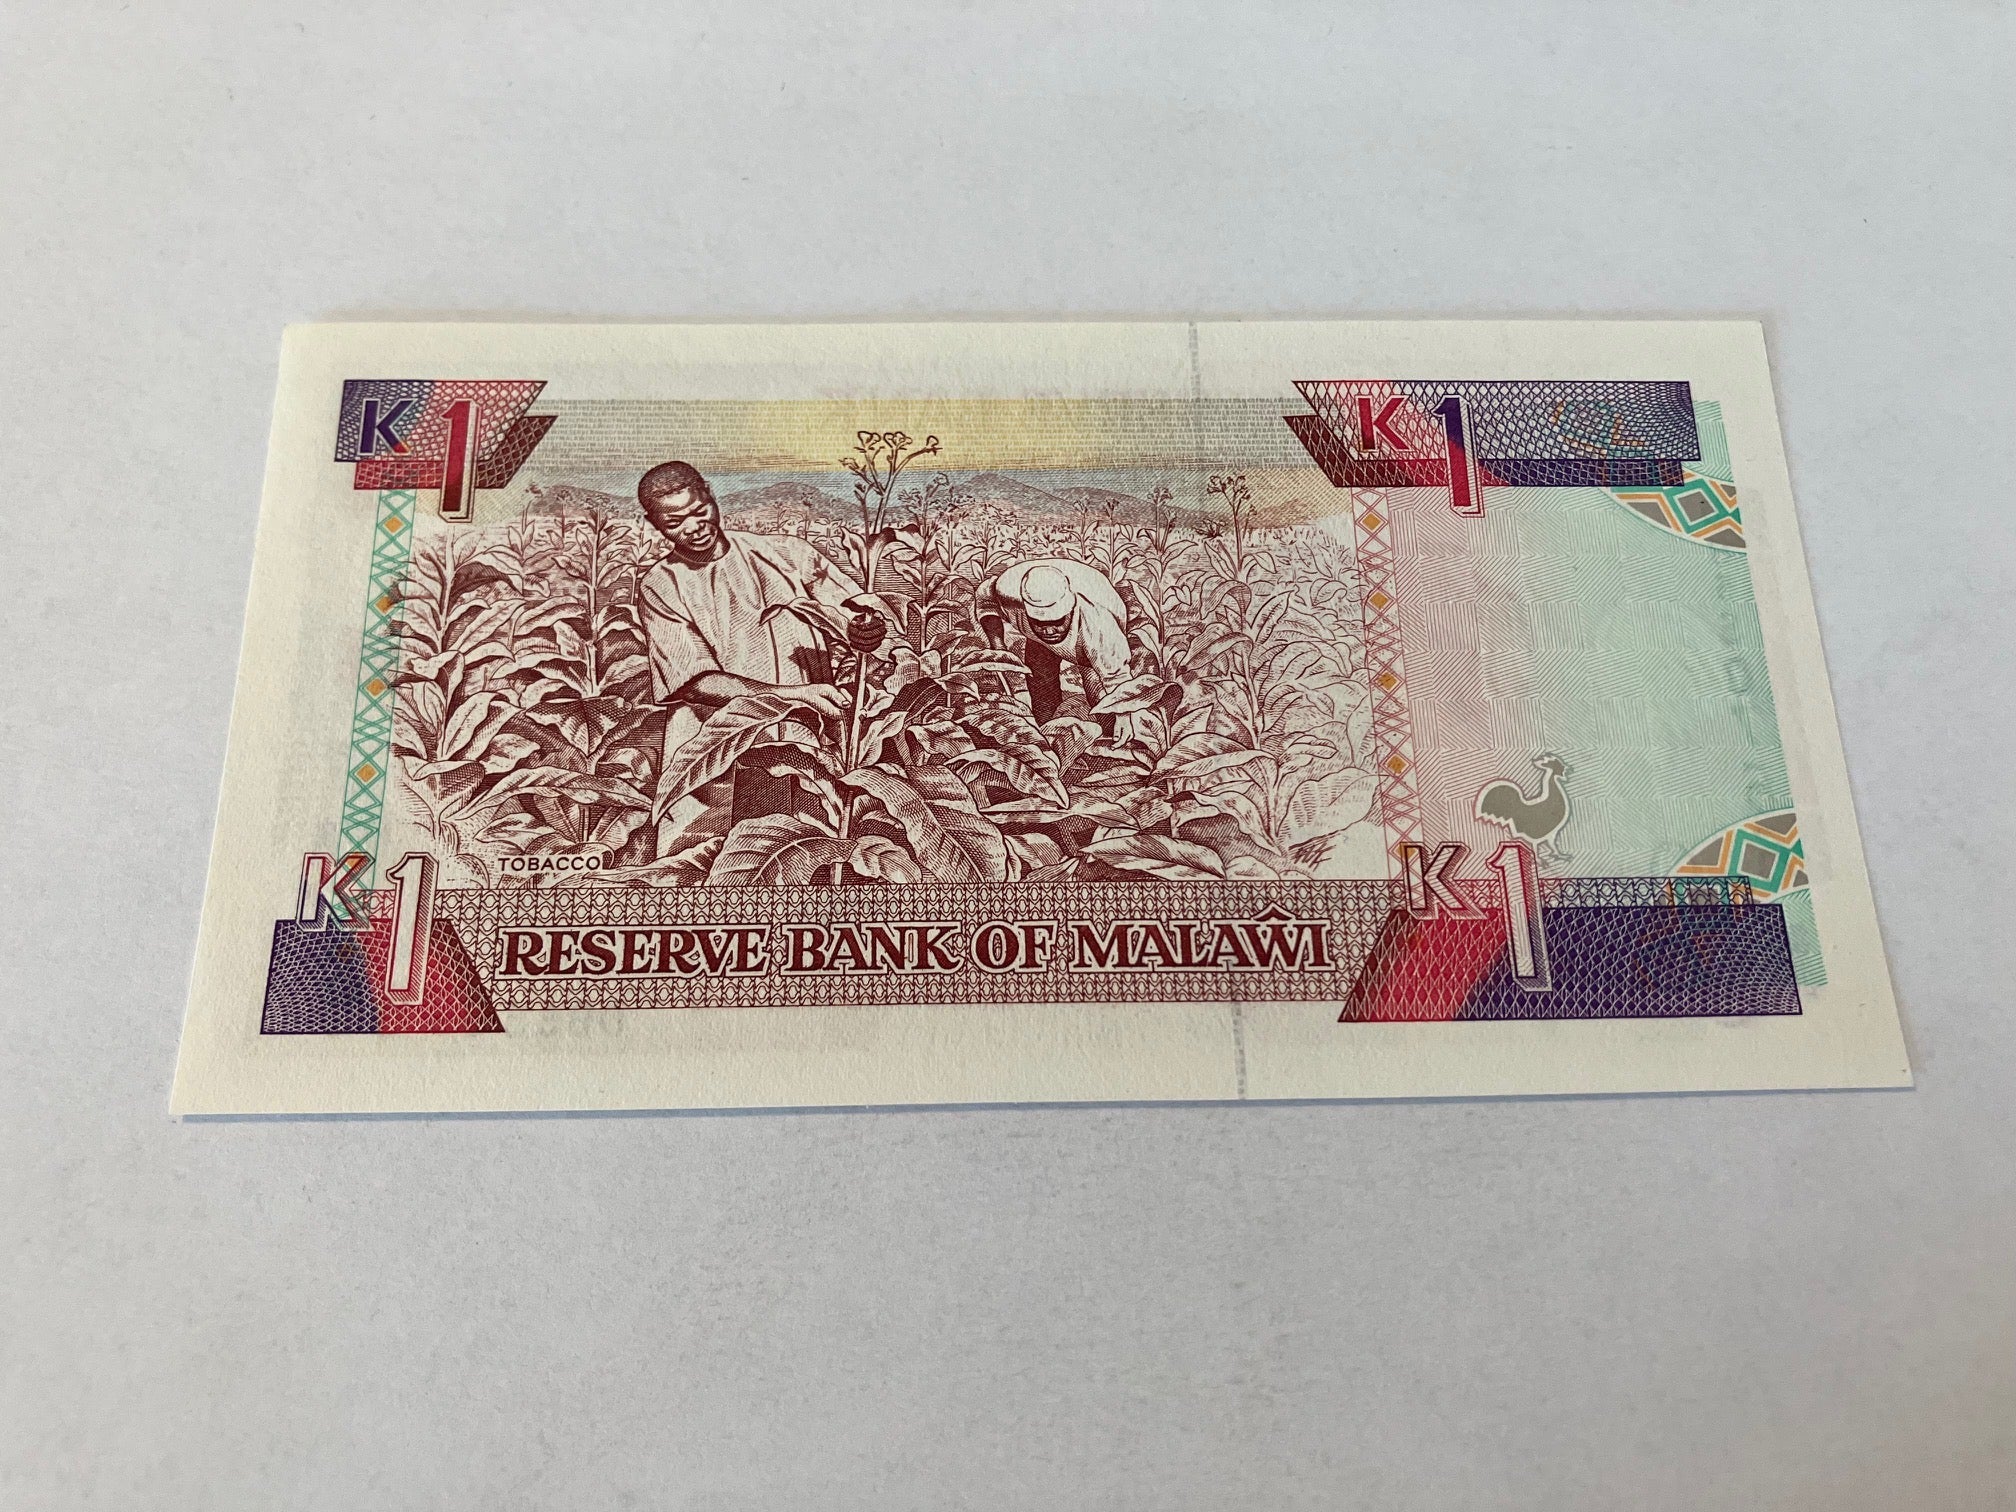 K1
K1
TOBACCO
K1
K1
RESERVE BANK OF MALAŴI